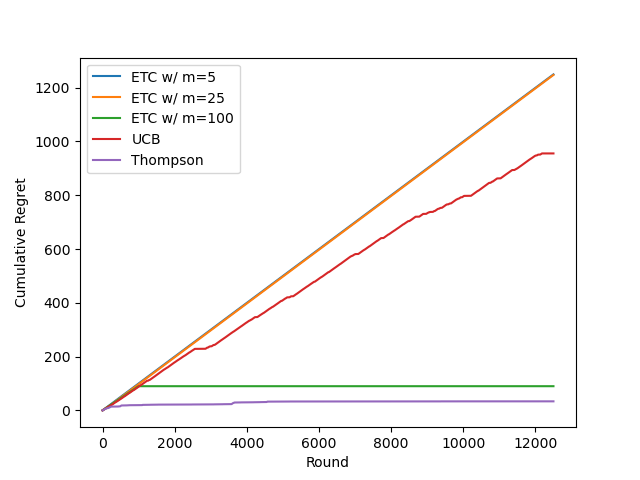 ETC w/ m=5
ETC w/ m=25
ETC w/ m=100
UCB
Thompson
Cumulative Regret
1200
1000
800
600
400
200
0
0 2000 4000 6000 8000 10000 12000
Round